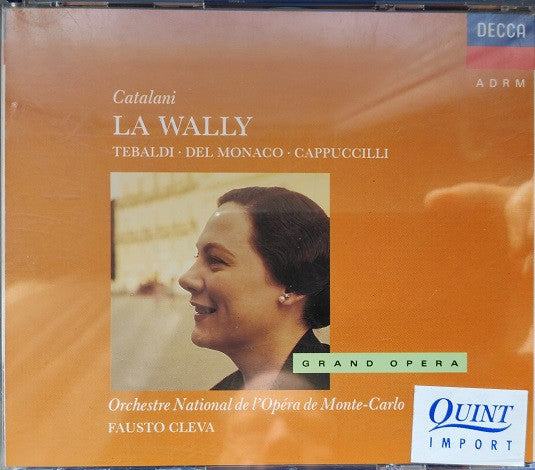 DECCA
ADRM
Catalani
LA WALLY
TEBALDI · DEL MONACO · CAPPUCCILLI
GRAND OPERA
Orchestre National de l'Opéra de Monte-Carlo
FAUSTO CLEVA
QUINT
IMPORT